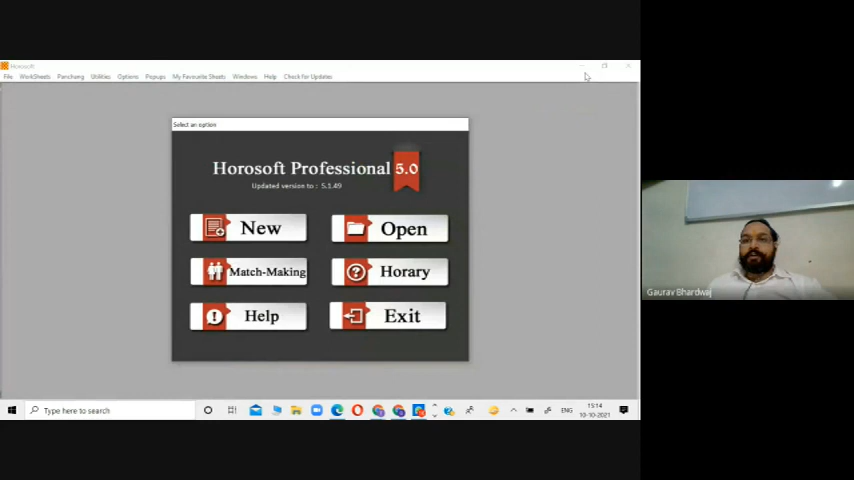 Horosoft
File WorkSheets Panchang Utilities Options Popups My Favourite Sheets Windows Help Check for Updates
Select an option
Horosoft Professional 5.0
Updated version to : 5.1.49
New Open
Match-Making Horary
Help Exit
Gaurav Bhardwaj
Type here to search
ENG
15:14
10-10-2021